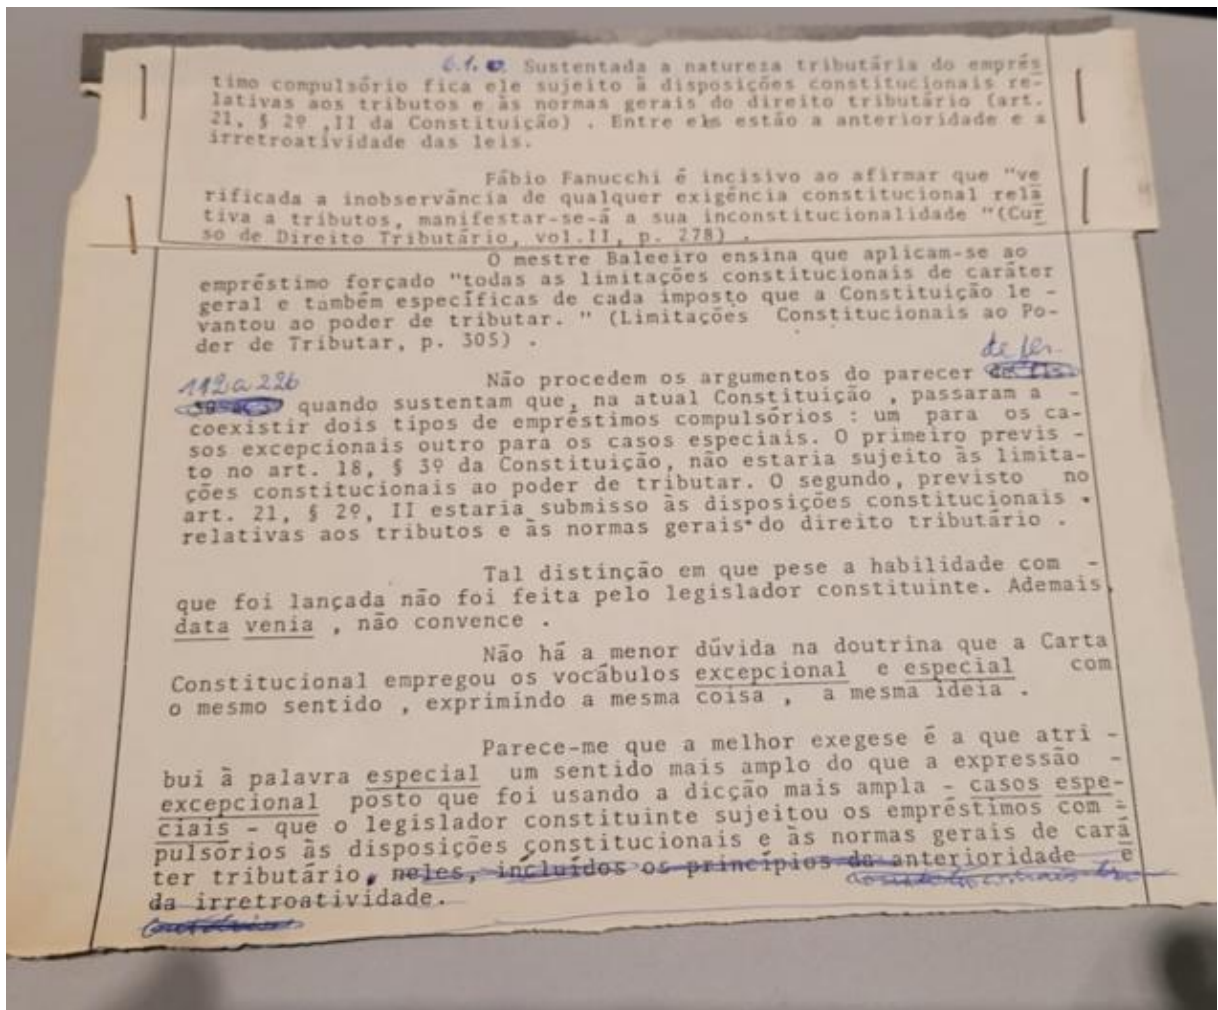 6.1. Sustentada a natureza tributária do emprés
timo compulsório fica ele sujeito à disposições constitucionais re-
lativas aos tributos e às normas gerais do direito tributário (art.
21, § 2º ,II da Constituição) . Entre els estão a anterioridade e a
irretroatividade das leis.
Fábio Fanucchi é incisivo ao afirmar que "ve
rificada a inobservância de qualquer exigência constitucional rela
tiva a tributos, manifestar-se-á a sua inconstitucionalidade "(Cur
so de Direito Tributário, vol.II, p. 278) .
O mestre Baleeiro ensina que aplicam-se ao
empréstimo forçado "todas as limitações constitucionais de caráter
geral e também específicas de cada imposto que a Constituição le -
vantou ao poder de tributar. " (Limitações Constitucionais ao Po-
der de Tributar, p. 305) .
de fls.
Não procedem os argumentos do parecer de fls.
112 a 226
quando sustentam que, na atual Constituição , passaram a -
coexistir dois tipos de empréstimos compulsórios : um para os ca-
sos excepcionais outro para os casos especiais. O primeiro previs -
to no art. 18, § 3º da Constituição, não estaria sujeito às limita-
ções constitucionais ao poder de tributar. O segundo, previsto no
art. 21, § 2º, II estaria submisso às disposições constitucionais .
relativas aos tributos e às normas gerais do direito tributário .
Tal distinção em que pese a habilidade com -
que foi lançada não foi feita pelo legislador constituinte. Ademais,
data venia , não convence .
Não há a menor dúvida na doutrina que a Carta
Constitucional empregou os vocábulos excepcional e especial com
o mesmo sentido , exprimindo a mesma coisa , a mesma ideia .
Parece-me que a melhor exegese é a que atri -
bui à palavra especial um sentido mais amplo do que a expressão -
excepcional posto que foi usando a dicção mais ampla - casos espe-
ciais - que o legislador constituinte sujeitou os empréstimos com -
pulsórios às disposições constitucionais e às normas gerais de cará
ter tributário, neles, incluídos os princípios da anterioridade e
da irretroatividade.